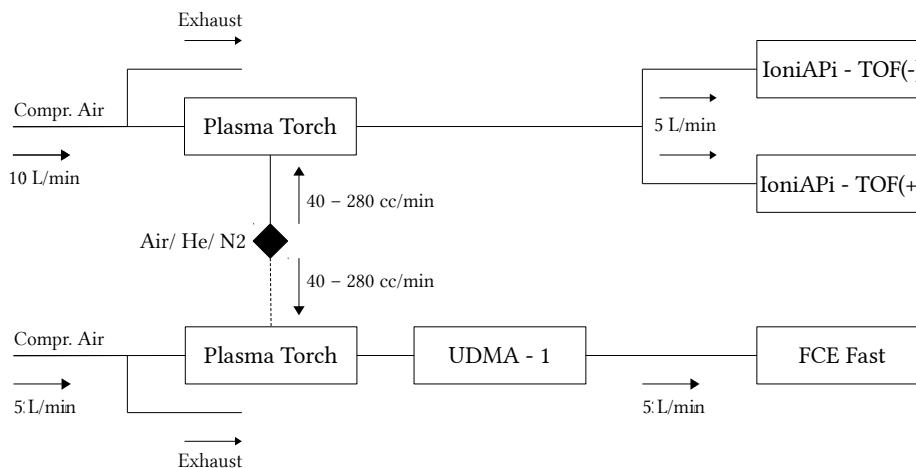 Exhaust
IoniAPi - TOF(-)
Compr. Air
Plasma Torch
5 L/min
10 L/min
40 – 280 cc/min
IoniAPi - TOF(+
Air/ He/ N2
40 – 280 cc/min
Compr. Air
Plasma Torch
UDMA - 1
FCE Fast
5 L/min
5 L/min
Exhaust